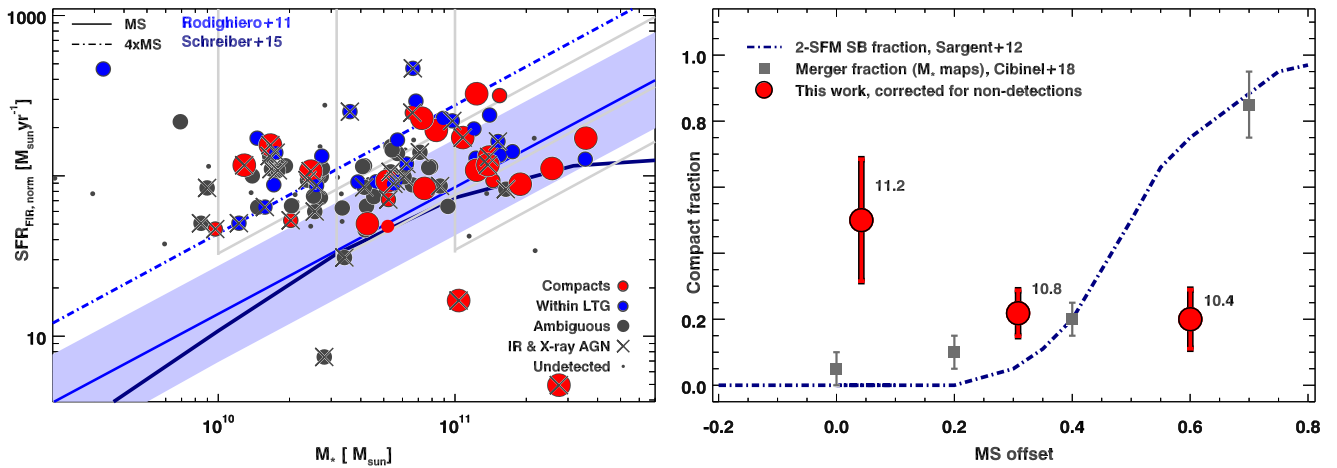 1000
10
SFR_FIR, norm [M_sun yr^-1]
MS
4xMS
Rodighiero+11
Schreiber+15
Compacts
Within LTG
Ambiguous
IR & X-ray AGN
Undetected
10^10
10^11
M_* [ M_sun]
Compact fraction
1.0
0.8
0.6
0.4
0.2
0.0
2-SFM SB fraction, Sargent+12
Merger fraction (M_* maps), Cibinel+18
This work, corrected for non-detections
11.2
10.8
10.4
-0.2
0.0
0.2
0.4
0.6
0.8
MS offset